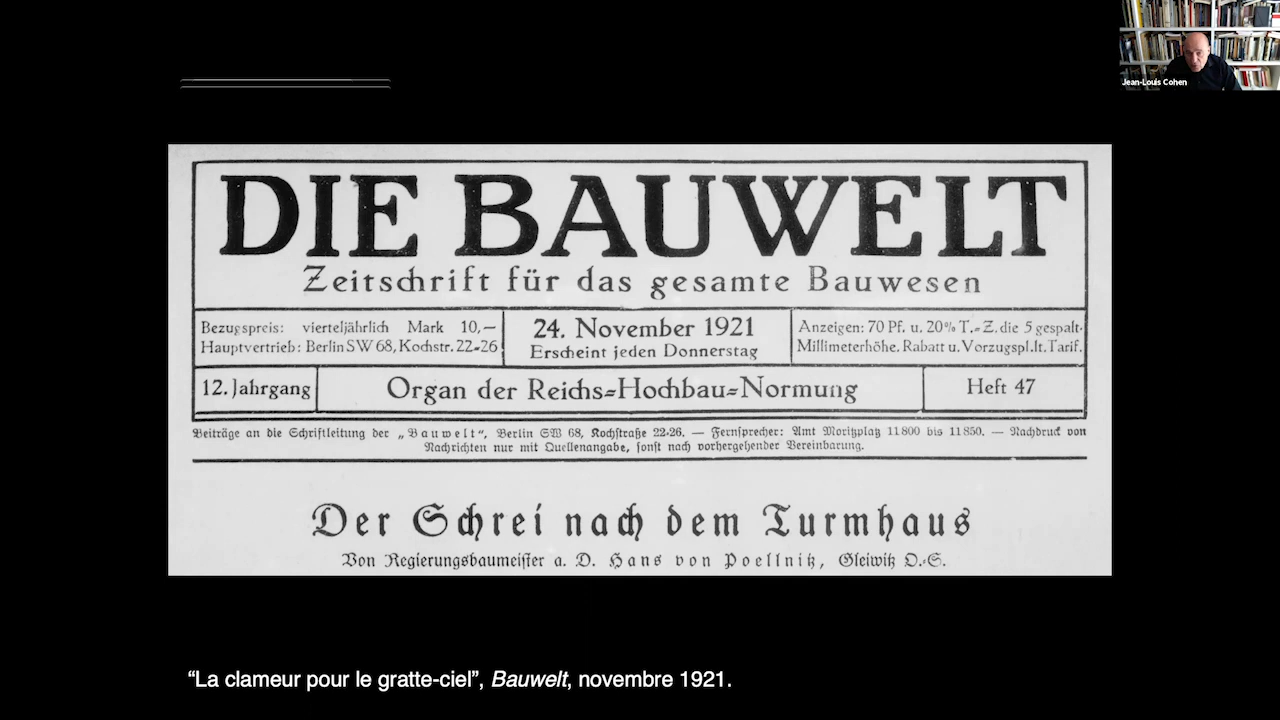 Jean-Louis Cohen
DIE BAUWELT
Zeitschrift für das gesamte Bauwesen
Bezugspreis: vierteljährlich Mark 10,—
Hauptvertrieb: Berlin SW 68, Kochstr. 22-26
24. November 1921
Erscheint jeden Donnerstag
Anzeigen: 70 Pf. u. 20% T.=Z. die 5 gespalt.
Millimeterhöhe. Rabatt u. Vorzugspl. lt. Tarif.
12. Jahrgang
Organ der Reichs=Hochbau=Normung
Heft 47
Beiträge an die Schriftleitung der „Bauwelt“, Berlin SW 68, Kochstraße 22-26. — Fernsprecher: Amt Moritzplatz 11800 bis 11850. — Nachdruck von
Nachrichten nur mit Quellenangabe, sonst nach vorhergehender Vereinbarung.
Der Schrei nach dem Turmhaus
Von Regierungsbaumeister a. D. Hans von Poellnitz, Gleiwitz O.=S.
“La clameur pour le gratte-ciel”, Bauwelt, novembre 1921.